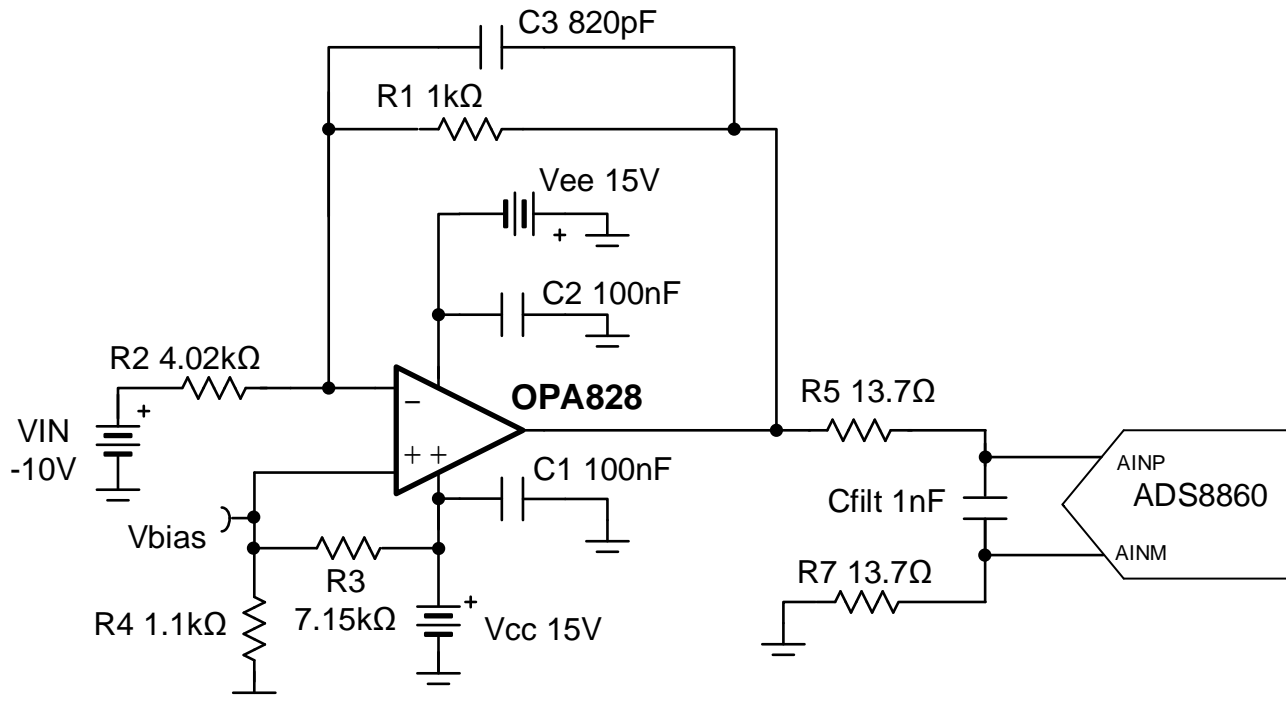 C3 820pF
R1 1kΩ
Vee 15V
+
C2 100nF
R2 4.02kΩ
+
VIN
-10V
−
OPA828
+ +
R5 13.7Ω
C1 100nF
AINP
ADS8860
Cfilt 1nF
AINM
Vbias
R3
7.15kΩ
R7 13.7Ω
R4 1.1kΩ
+
Vcc 15V